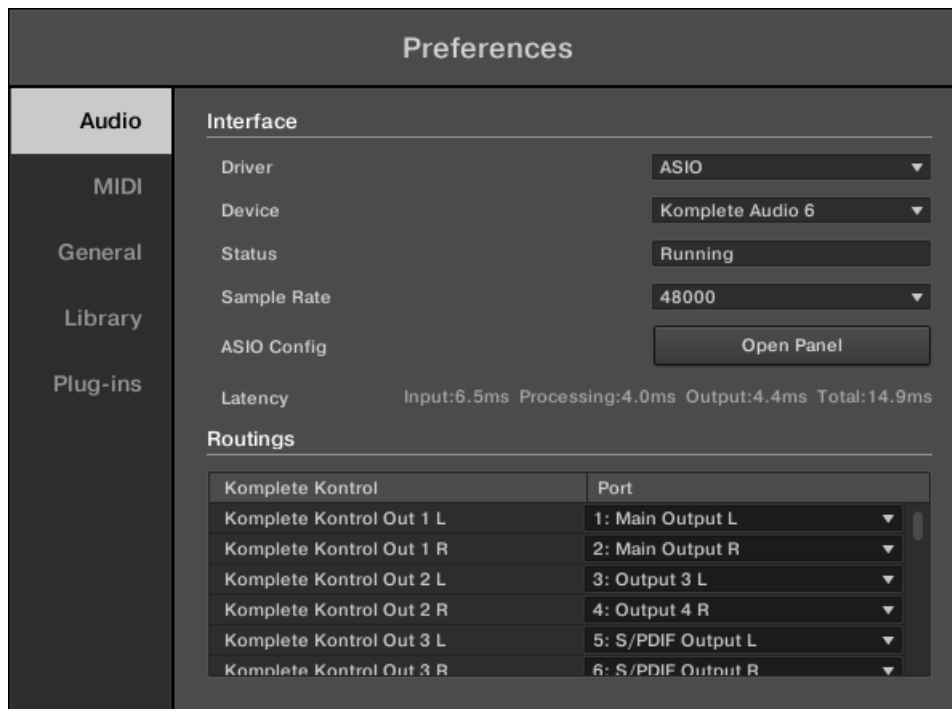 Preferences
Audio
MIDI
General
Library
Plug-ins
Interface
Driver ASIO
Device Komplete Audio 6
Status Running
Sample Rate 48000
ASIO Config Open Panel
Latency Input:6.5ms Processing:4.0ms Output:4.4ms Total:14.9ms
Routings
Komplete Kontrol Port
Komplete Kontrol Out 1 L 1: Main Output L
Komplete Kontrol Out 1 R 2: Main Output R
Komplete Kontrol Out 2 L 3: Output 3 L
Komplete Kontrol Out 2 R 4: Output 4 R
Komplete Kontrol Out 3 L 5: S/PDIF Output L
Komplete Kontrol Out 3 R 6: S/PDIF Output R